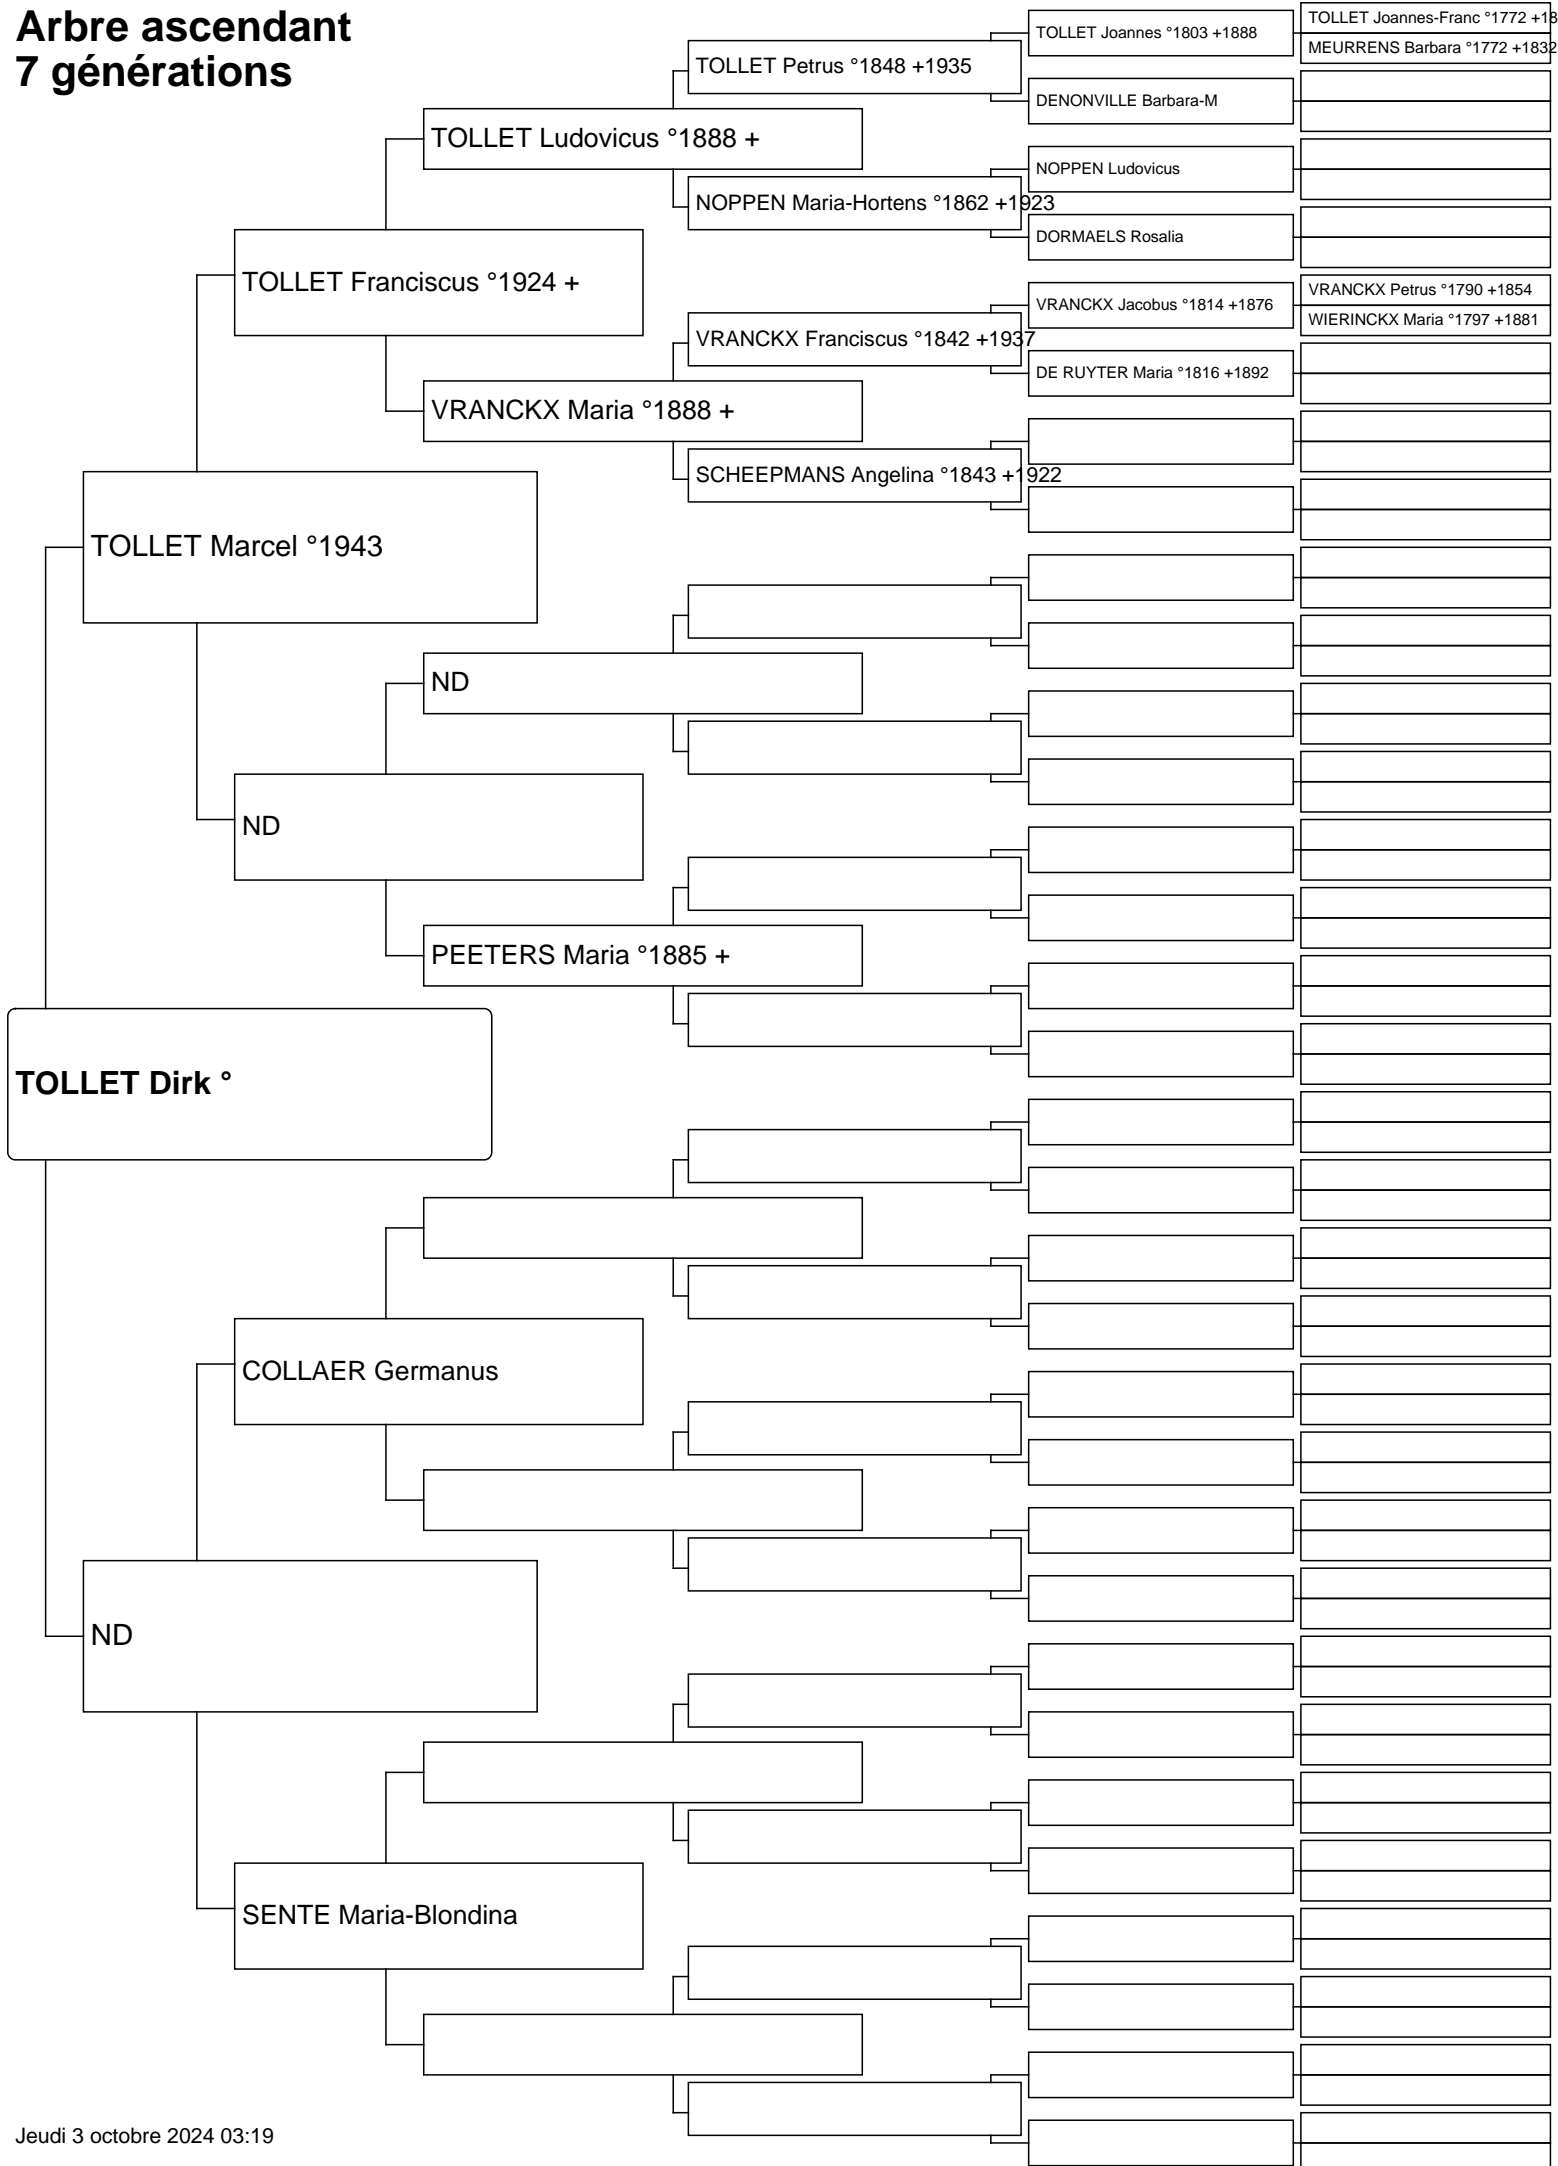 Arbre ascendant
7 générations
TOLLET Joannes-Franc °1772 +18
MEURRENS Barbara °1772 +1832
TOLLET Joannes °1803 +1888
TOLLET Petrus °1848 +1935
DENONVILLE Barbara-M
TOLLET Ludovicus °1888 +
NOPPEN Ludovicus
NOPPEN Maria-Hortens °1862 +1923
DORMAELS Rosalia
TOLLET Franciscus °1924 +
VRANCKX Petrus °1790 +1854
WIERINCKX Maria °1797 +1881
VRANCKX Jacobus °1814 +1876
VRANCKX Franciscus °1842 +1937
DE RUYTER Maria °1816 +1892
VRANCKX Maria °1888 +
SCHEEPMANS Angelina °1843 +1922
TOLLET Marcel °1943
ND
ND
PEETERS Maria °1885 +
TOLLET Dirk °
COLLAER Germanus
ND
SENTE Maria-Blondina
Jeudi 3 octobre 2024 03:19